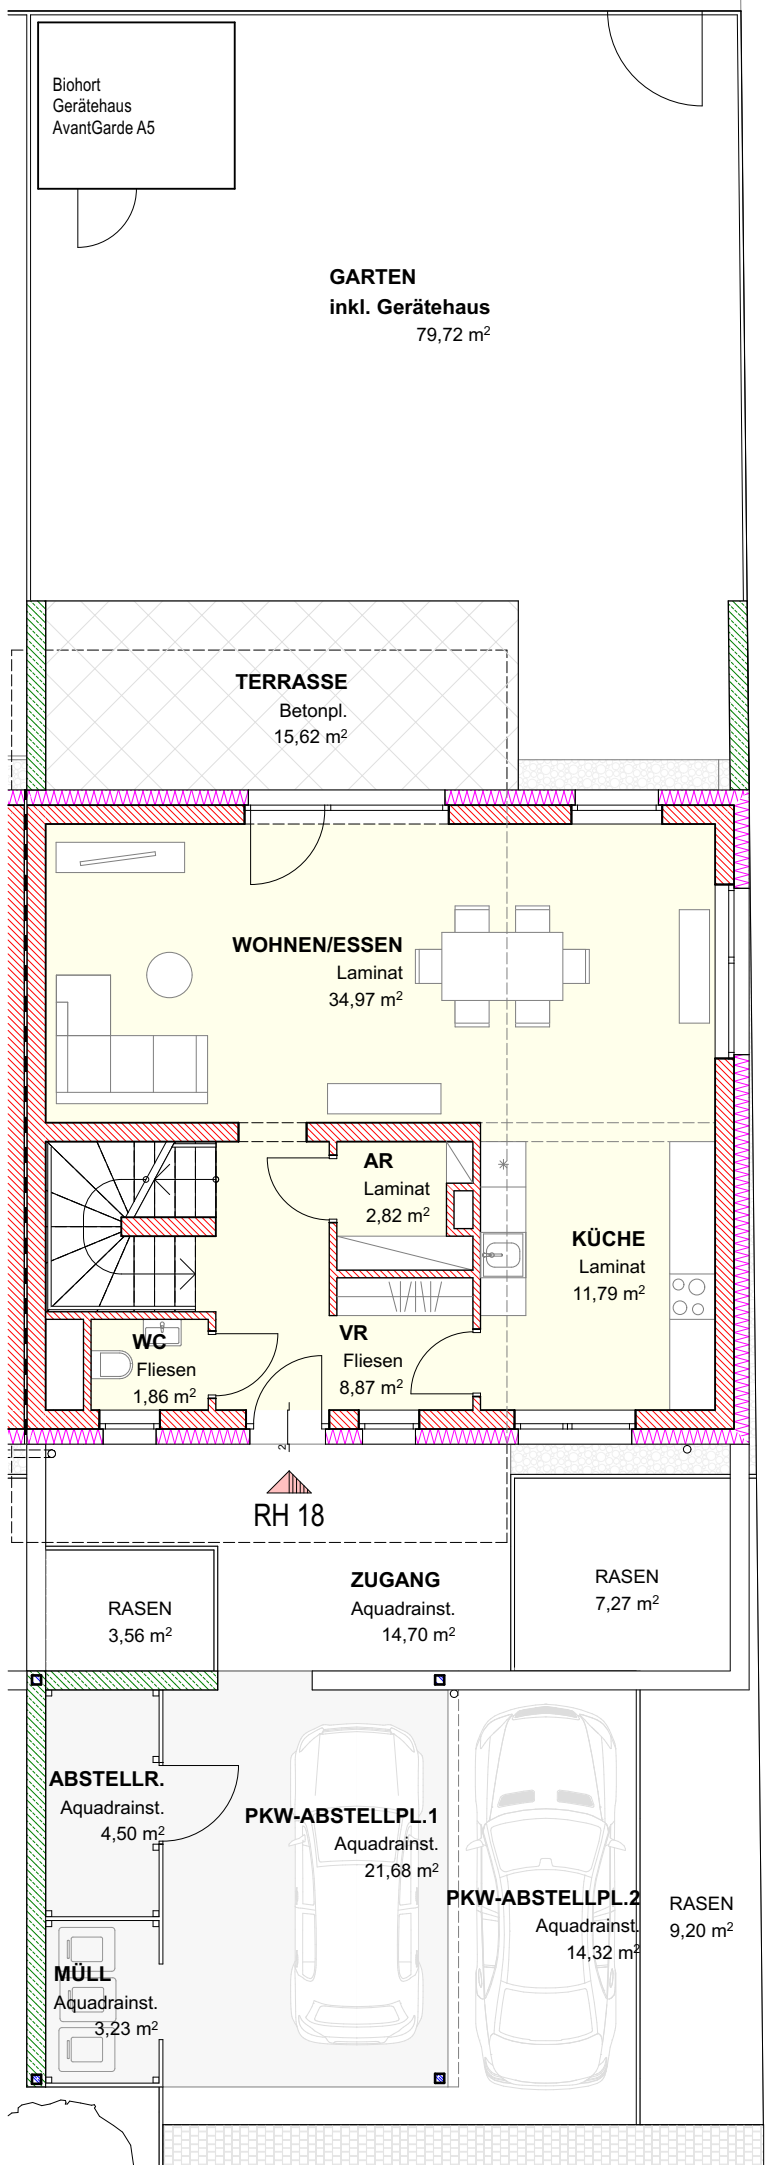 Biohort
Gerätehaus
AvantGarde A5
GARTEN
inkl. Gerätehaus
79,72 m²
TERRASSE
Betonpl.
15,62 m²
WOHNEN/ESSEN
Laminat
34,97 m²
AR
Laminat
2,82 m²
KÜCHE
Laminat
11,79 m²
WC
Fliesen
1,86 m²
VR
Fliesen
8,87 m²
2
RH 18
ZUGANG
Aquadrainst.
14,70 m²
RASEN
7,27 m²
RASEN
3,56 m²
ABSTELLR.
Aquadrainst.
4,50 m²
PKW-ABSTELLPL.1
Aquadrainst.
21,68 m²
PKW-ABSTELLPL.2
Aquadrainst.
14,32 m²
RASEN
9,20 m²
MÜLL
Aquadrainst.
3,23 m²